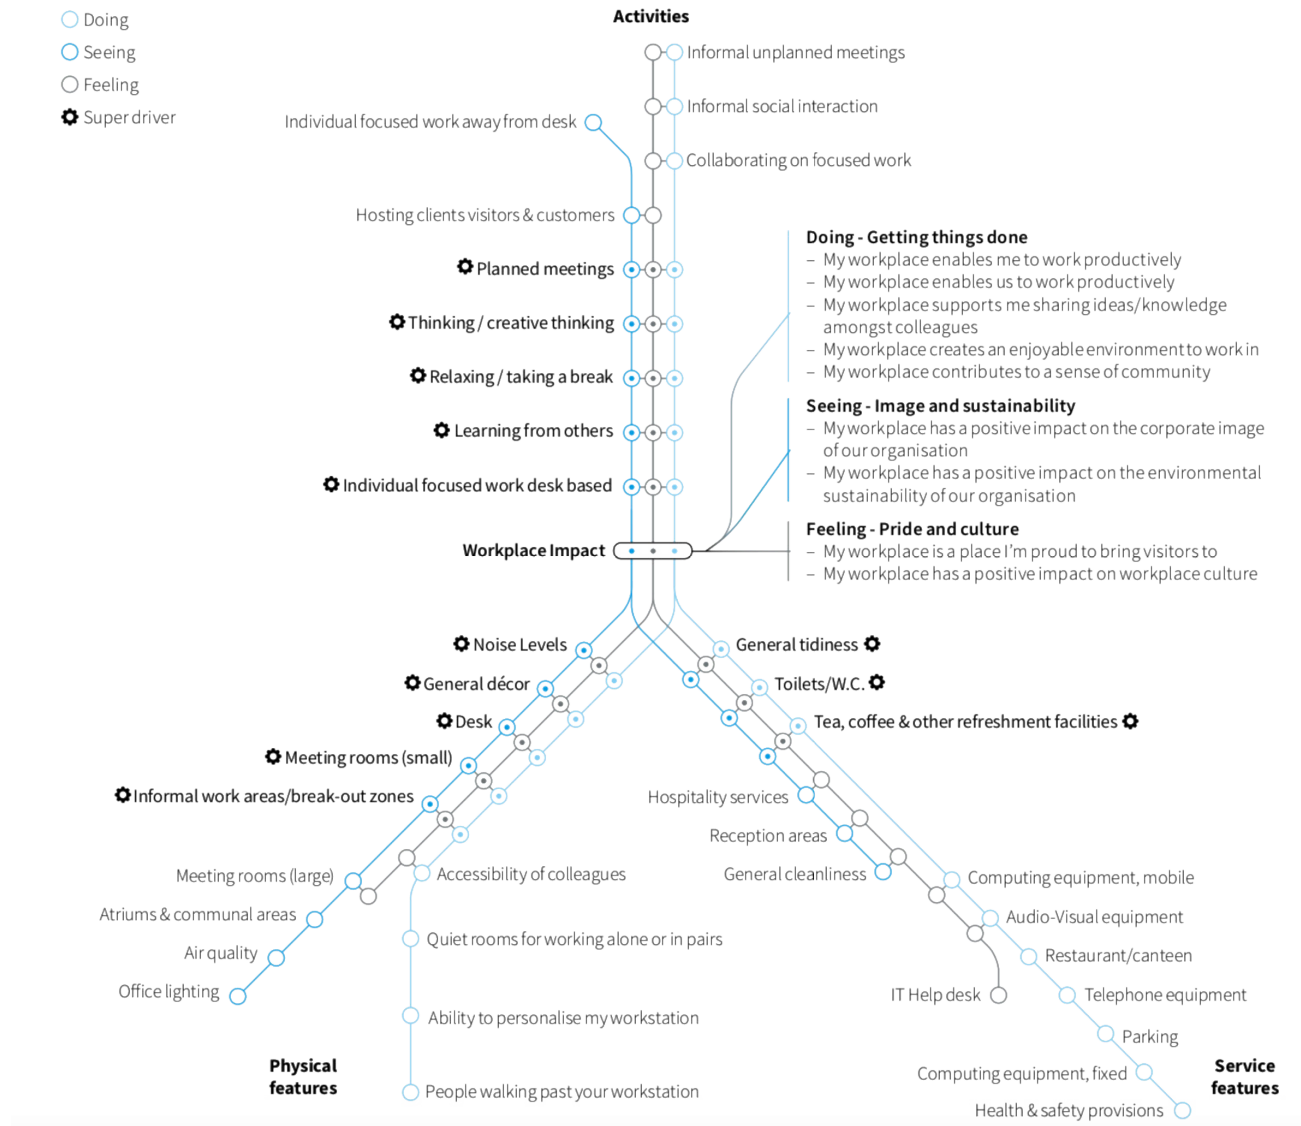 Activities
Doing
Seeing
Feeling
Super driver
Informal unplanned meetings
Informal social interaction
Individual focused work away from desk
Collaborating on focused work
Hosting clients visitors & customers
Planned meetings
Thinking / creative thinking
Relaxing / taking a break
Learning from others
Individual focused work desk based
Workplace Impact
Doing - Getting things done
– My workplace enables me to work productively
– My workplace enables us to work productively
– My workplace supports me sharing ideas/knowledge
amongst colleagues
– My workplace creates an enjoyable environment to work in
– My workplace contributes to a sense of community
Seeing - Image and sustainability
– My workplace has a positive impact on the corporate image
of our organisation
– My workplace has a positive impact on the environmental
sustainability of our organisation
Feeling - Pride and culture
– My workplace is a place I'm proud to bring visitors to
– My workplace has a positive impact on workplace culture
Noise Levels
General décor
Desk
Meeting rooms (small)
Informal work areas/break-out zones
Meeting rooms (large)
Atriums & communal areas
Air quality
Office lighting
Accessibility of colleagues
Quiet rooms for working alone or in pairs
Ability to personalise my workstation
People walking past your workstation
Physical
features
General tidiness
Toilets/W.C.
Tea, coffee & other refreshment facilities
Hospitality services
Reception areas
General cleanliness
Computing equipment, mobile
Audio-Visual equipment
Restaurant/canteen
IT Help desk
Telephone equipment
Parking
Computing equipment, fixed
Health & safety provisions
Service
features